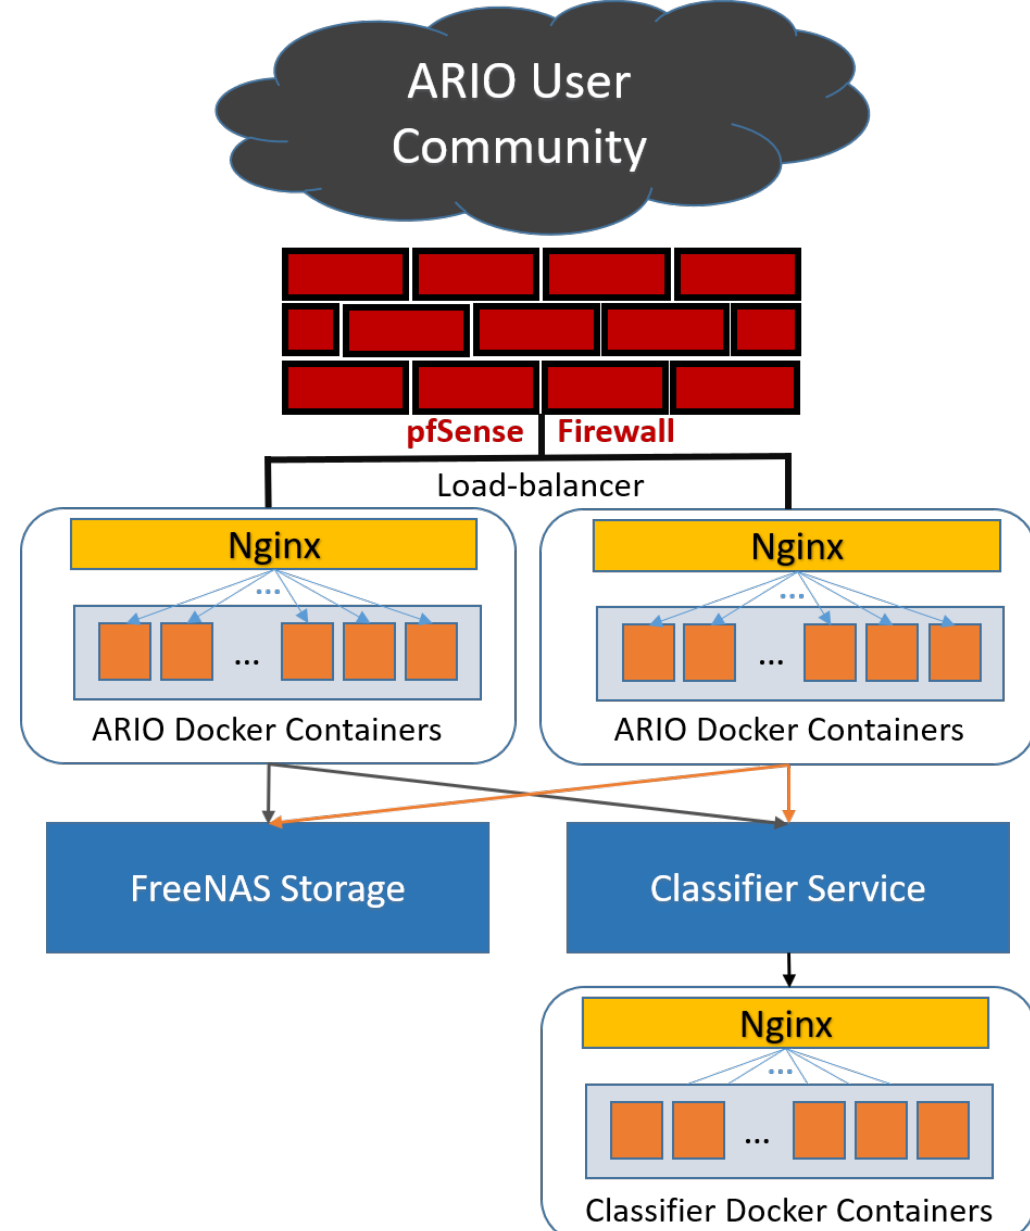 ARIO User
Community
pfSense Firewall
Load-balancer
Nginx
Nginx
...
...
...
...
ARIO Docker Containers
ARIO Docker Containers
FreeNAS Storage
Classifier Service
Nginx
...
...
Classifier Docker Containers